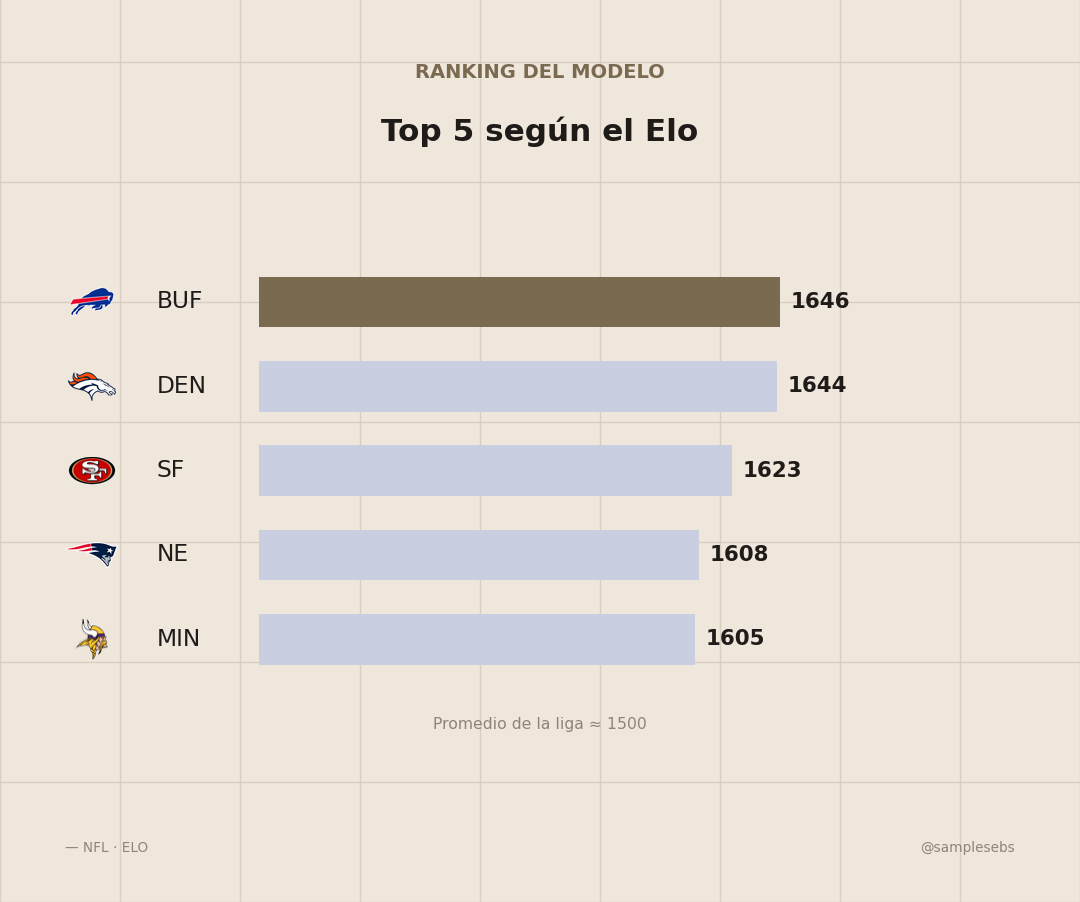 RANKING DEL MODELO
Top 5 según el Elo
BUF 1646
DEN 1644
SF 1623
NE 1608
MIN 1605
Promedio de la liga ≈ 1500
— NFL · ELO @samplesebs